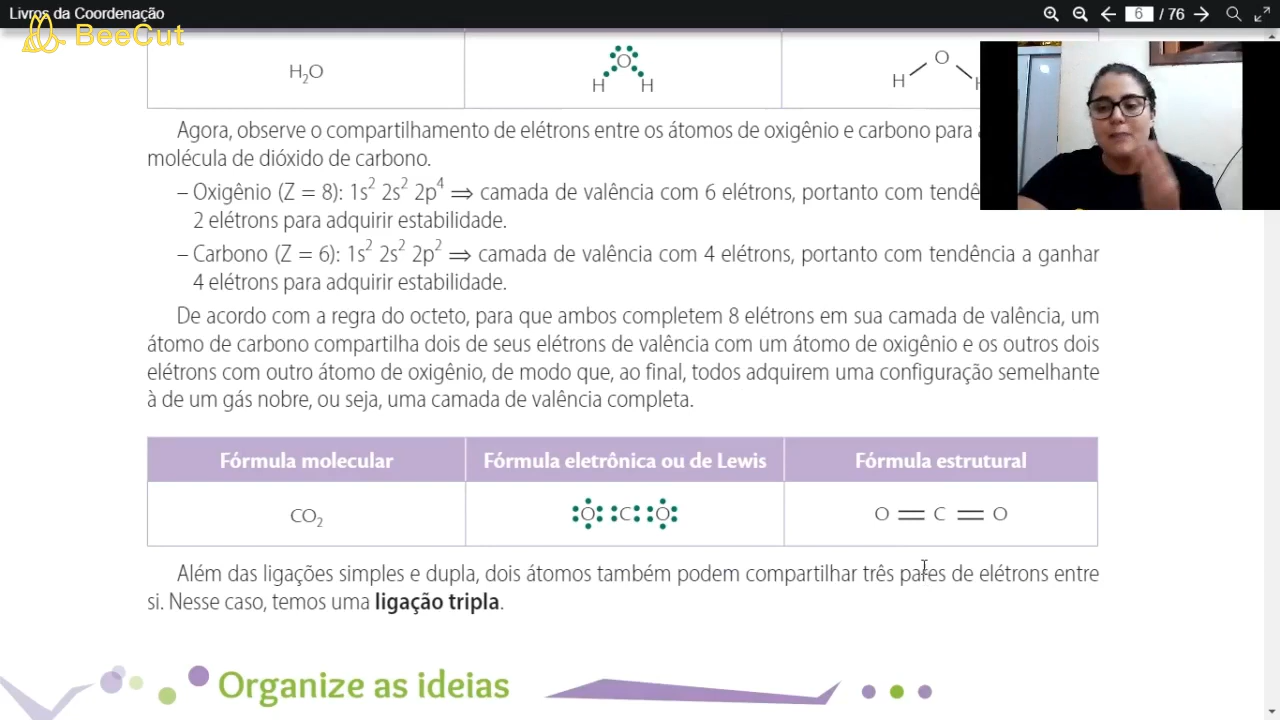 Livros da Coordenação
6 / 76
BeeCut
H₂O
O
H H
O
H
Agora, observe o compartilhamento de elétrons entre os átomos de oxigênio e carbono para
molécula de dióxido de carbono.
– Oxigênio (Z = 8): 1s² 2s² 2p⁴ ⟹ camada de valência com 6 elétrons, portanto com
2 elétrons para adquirir estabilidade.
– Carbono (Z = 6): 1s² 2s² 2p² ⟹ camada de valência com 4 elétrons, portanto com tendência a ganhar
4 elétrons para adquirir estabilidade.
De acordo com a regra do octeto, para que ambos completem 8 elétrons em sua camada de valência, um
átomo de carbono compartilha dois de seus elétrons de valência com um átomo de oxigênio e os outros dois
elétrons com outro átomo de oxigênio, de modo que, ao final, todos adquirem uma configuração semelhante
à de um gás nobre, ou seja, uma camada de valência completa.
Fórmula molecular Fórmula eletrônica ou de Lewis Fórmula estrutural
CO₂ O C O O = C = O
Além das ligações simples e dupla, dois átomos também podem compartilhar três pares de elétrons entre
si. Nesse caso, temos uma ligação tripla.
Organize as ideias